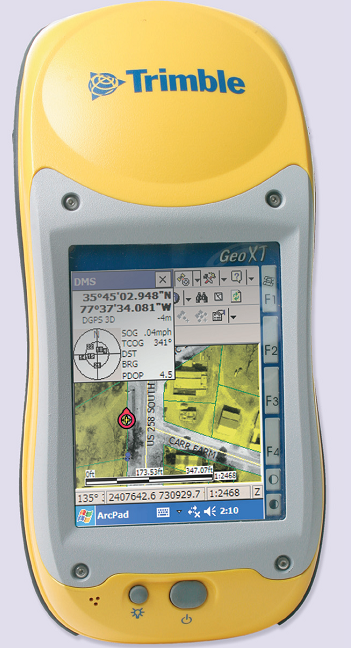 Trimble
GeoXT
DMS
35°45'02.948"N
77°37'34.081"W
DGPS 3D -4m
N
SOG .04mph
TCOG 341°
DST
BRG
PDOP 4.5
F1
F2
F3
F4
US 258 SOUTH
CARR FARM
0ft 173.53ft 347.07ft
1:2468
135° 2407642.6 730929.7 1:2468 Z
ArcPad 2:10